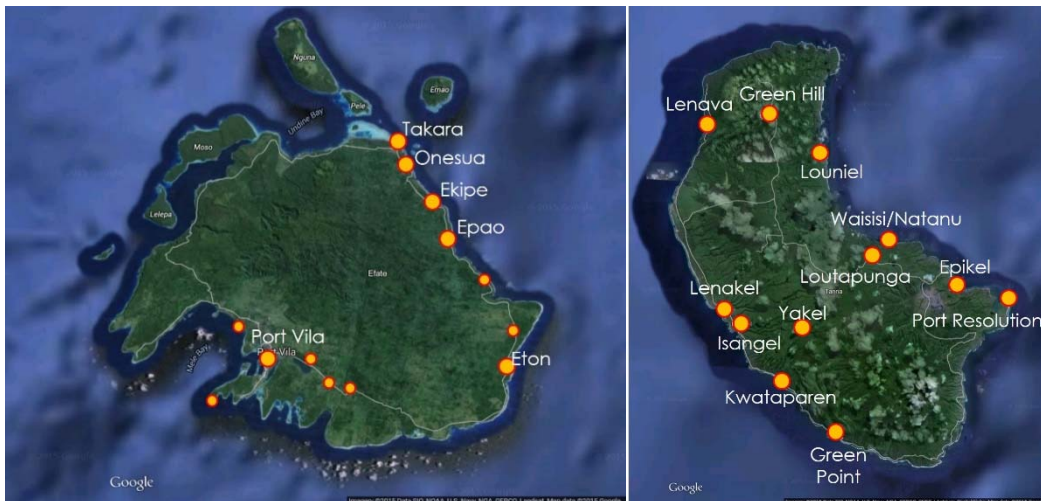 Nguna
Emao
Pele
Undine Bay
Takara
Moso
Onesua
Ekipe
Lelepa
Epao
Efate
Port Vila
Port Vila
Mele Bay
Eton
Google
Green Hill
Lenava
Louniel
Waisisi/Natanu
Loutapunga
Epikel
Tanna
Lenakel
Yakel
Port Resolution
Isangel
Kwataparen
Green
Point
Google